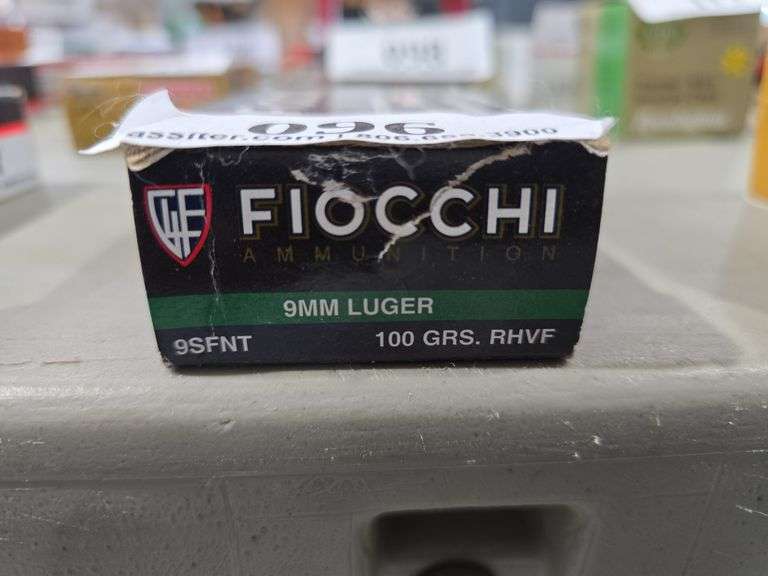 096
FIOCCHI
AMMUNITION
9MM LUGER
9SFNT
100 GRS. RHVF